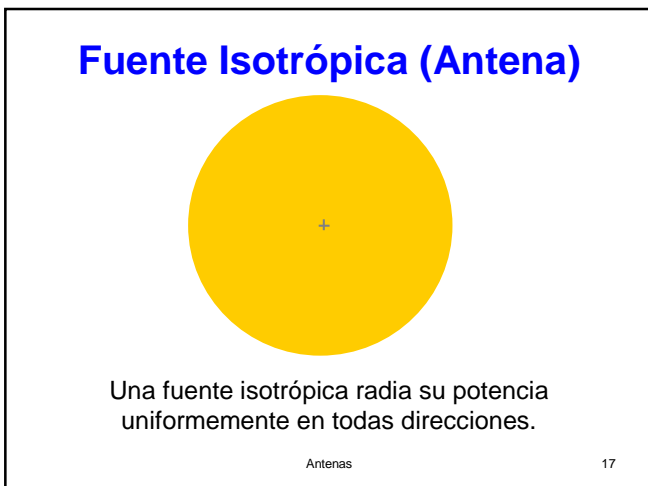 Fuente Isotrópica (Antena)
Una fuente isotrópica radia su potencia
uniformemente en todas direcciones.
Antenas 17